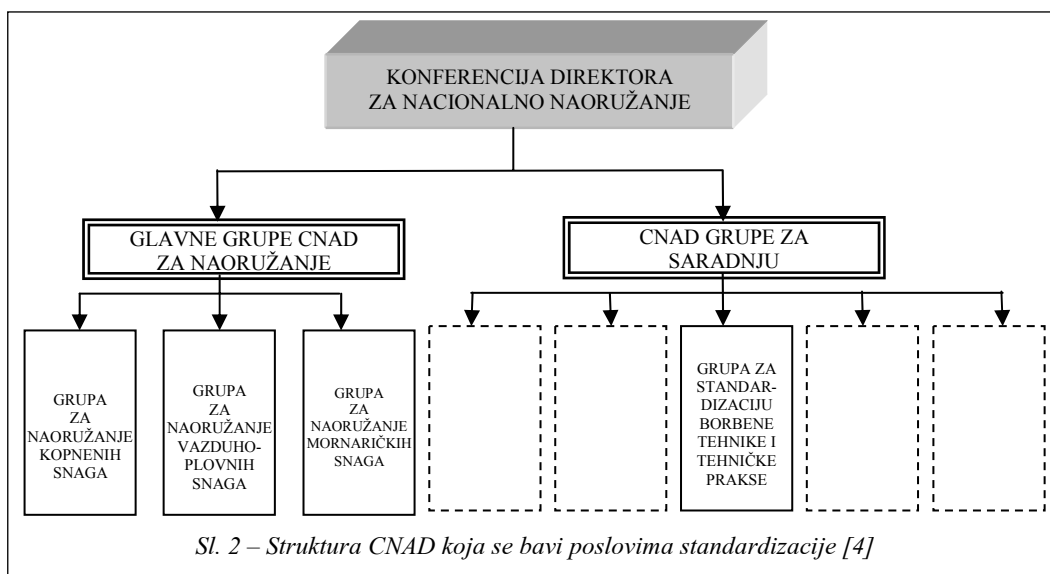 KONFERENCIJA DIREKTORA
ZA NACIONALNO NAORUŽANJE
GLAVNE GRUPE CNAD
ZA NAORUŽANJE
CNAD GRUPE ZA
SARADNJU
GRUPA
ZA
NAORUŽANJE
KOPNENIH
SNAGA
GRUPA
ZA
NAORUŽANJE
VAZDUHO-
PLOVNIH
SNAGA
GRUPA
ZA
NAORUŽANJE
MORNARIČKIH
SNAGA
GRUPA ZA
STANDAR-
DIZACIJU
BORBENE
TEHNIKE I
TEHNIČKE
PRAKSE
Sl. 2 – Struktura CNAD koja se bavi poslovima standardizacije [4]